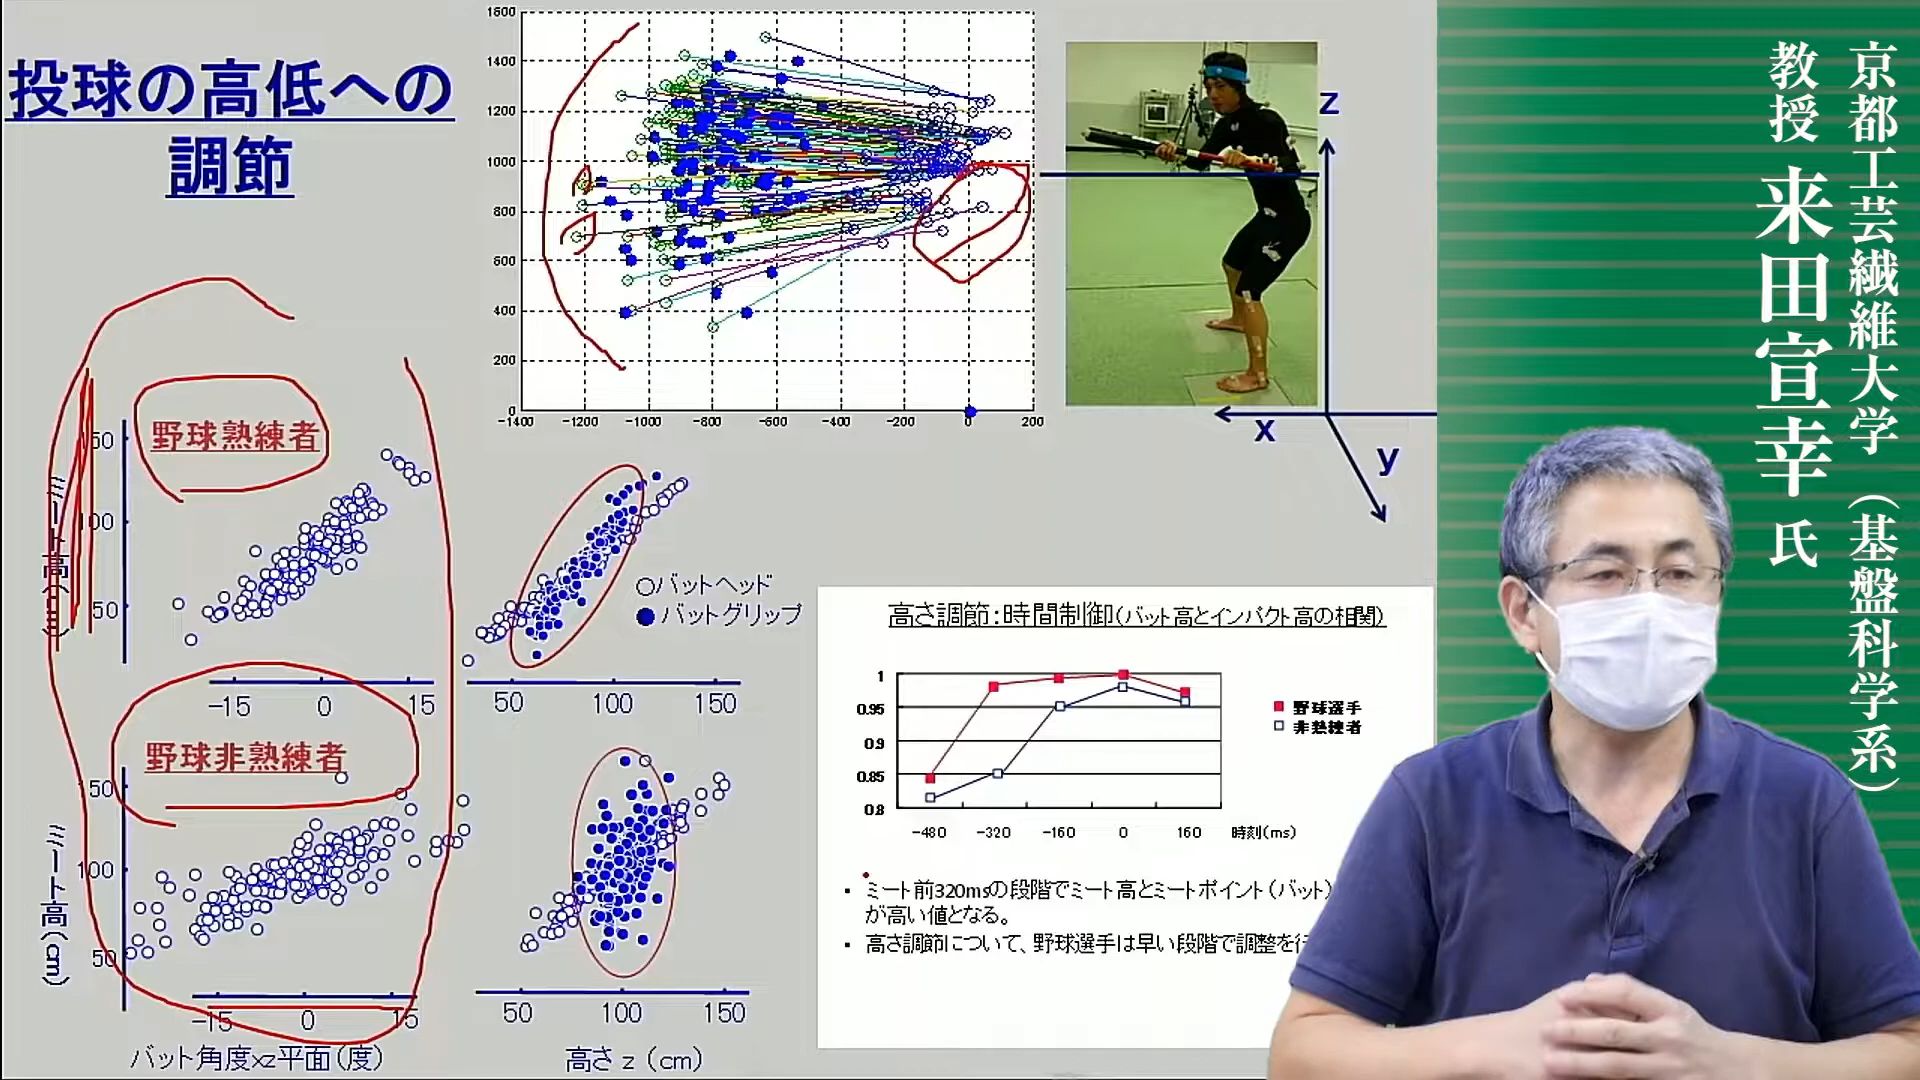 投球の高低への
調節
1600
1400
1200
1000
800
600
400
200
0
-1400 -1200 -1000 -800 -600 -400 -200 0 200
z
x
y
京都工芸繊維大学（基盤科学系）
教授 来田宣幸 氏
野球熟練者
ミート高(cm)
50
100
50
-15 0 15
50 100 150
バットヘッド
バットグリップ
野球非熟練者
ミート高(cm)
150
100
50
-15 0 15
バット角度xz平面(度)
50 100 150
高さ z (cm)
高さ調節：時間制御(バット高とインパクト高の相関)
1
0.95
0.9
0.85
0.8
-480 -320 -160 0 160 時刻(ms)
野球選手
非熟練者
・ミート前320msの段階でミート高とミートポイント(バット)
が高い値となる。
・高さ調節について、野球選手は早い段階で調整を行